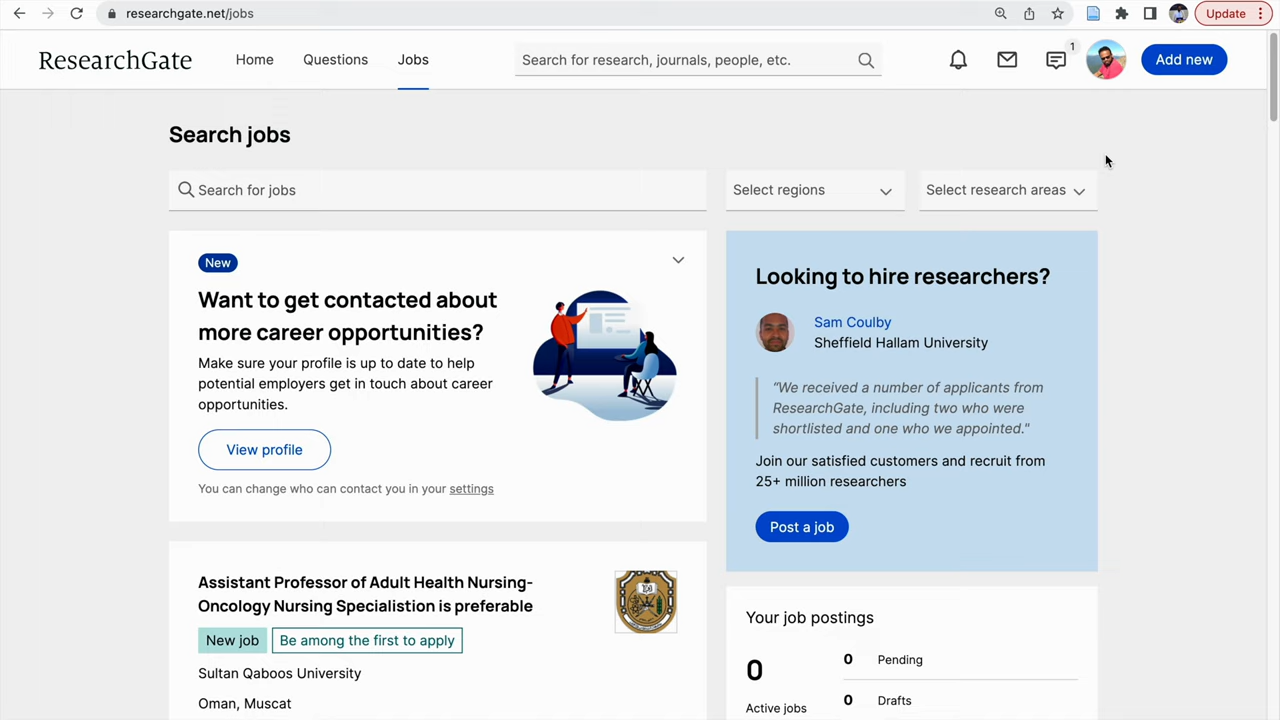 researchgate.net/jobs
Update
ResearchGate
Home
Questions
Jobs
Search for research, journals, people, etc.
1
Add new
Search jobs
Search for jobs
Select regions
Select research areas
New
Want to get contacted about
more career opportunities?
Make sure your profile is up to date to help
potential employers get in touch about career
opportunities.
View profile
You can change who can contact you in your settings
Looking to hire researchers?
Sam Coulby
Sheffield Hallam University
"We received a number of applicants from
ResearchGate, including two who were
shortlisted and one who we appointed."
Join our satisfied customers and recruit from
25+ million researchers
Post a job
Assistant Professor of Adult Health Nursing-
Oncology Nursing Specialistion is preferable
New job
Be among the first to apply
Sultan Qaboos University
Oman, Muscat
Your job postings
0
Active jobs
0 Pending
0 Drafts